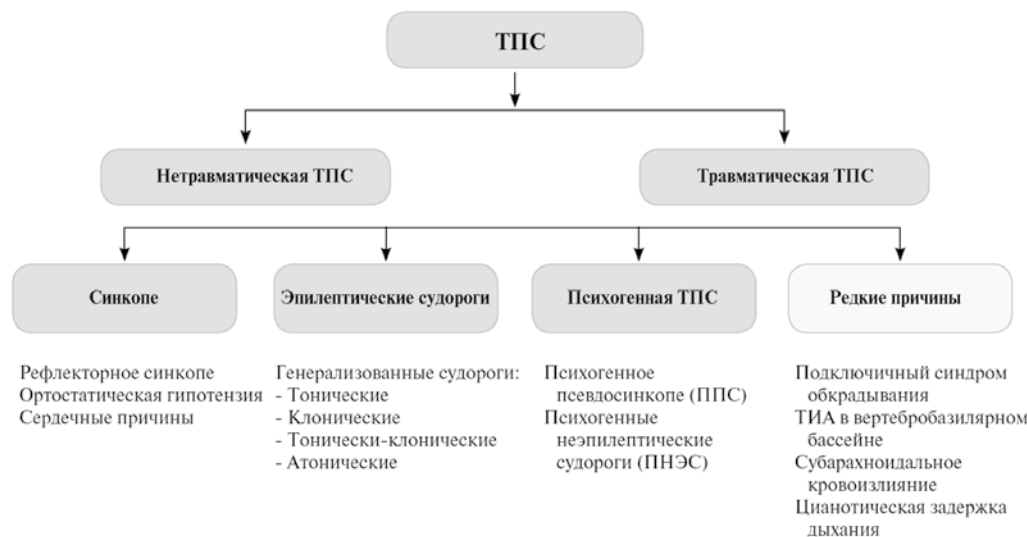 ТПС
Нетравматическая ТПС
Травматическая ТПС
Синкопе
Эпилептические судороги
Психогенная ТПС
Редкие причины
Рефлекторное синкопе
Ортостатическая гипотензия
Сердечные причины
Генерализованные судороги:
- Тонические
- Клонические
- Тонически-клонические
- Атонические
Психогенное
псевдосинкопе (ППС)
Психогенные
неэпилептические
судороги (ПНЭС)
Подключичный синдром
обкрадывания
ТИА в вертебробазилярном
бассейне
Субарахноидальное
кровоизлияние
Цианотическая задержка
дыхания